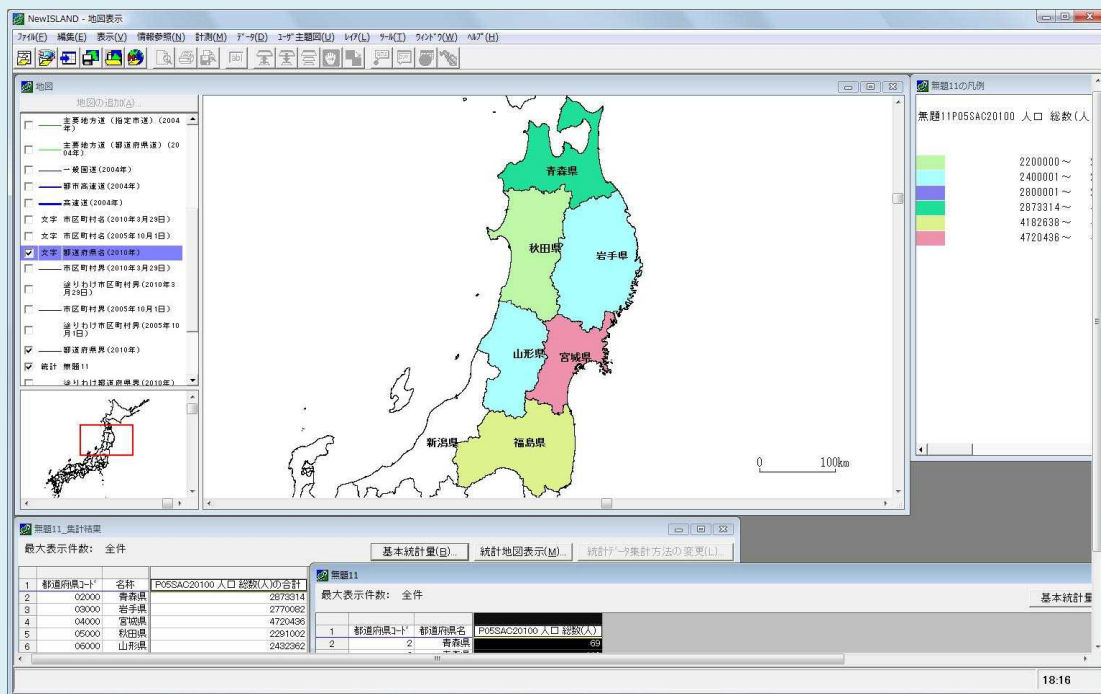 NewISLAND - 地図表示
ファイル(F) 編集(E) 表示(V) 情報参照(N) 計測(M) データ(D) ユーザ主題図(U) レイア(L) ツール(T) ウィンドウ(W) ヘルプ(H)
地図
地図の追加(A)...
主要地方道（指定市道）(2004年)
主要地方道（都道府県道）(2004年)
一般国道(2004年)
都市高速道(2004年)
高速道(2004年)
文字 市区町村名(2010年3月29日)
文字 市区町村名(2005年10月1日)
文字 都道府県名(2010年)
市区町村界(2010年3月29日)
塗りわけ市区町村界(2010年3月29日)
市区町村界(2005年10月1日)
塗りわけ市区町村界(2005年10月1日)
都道府県界(2010年)
統計 無題11
塗りわけ都道府県界(2010年)
青森県
秋田県
岩手県
山形県
宮城県
新潟県
福島県
0 100km
無題11の凡例
無題11P05SAC20100 人口 総数(人
2200000～
2400001～
2800001～
2873314～
4182638～
4720436～
無題11_集計結果
最大表示件数: 全件
基本統計量(B)... 統計地図表示(M)... 統計データ集計方法の変更(L)...
1 都道府県コード 名称 P05SAC20100 人口 総数(人)の合計
2 02000 青森県 2873314
3 03000 岩手県 2770082
4 04000 宮城県 4720436
5 05000 秋田県 2291002
6 06000 山形県 2432362
無題11
最大表示件数: 全件
基本統計量
1 都道府県コード 都道府県名 P05SAC20100 人口 総数(人)
2 2 青森県 69
18:16